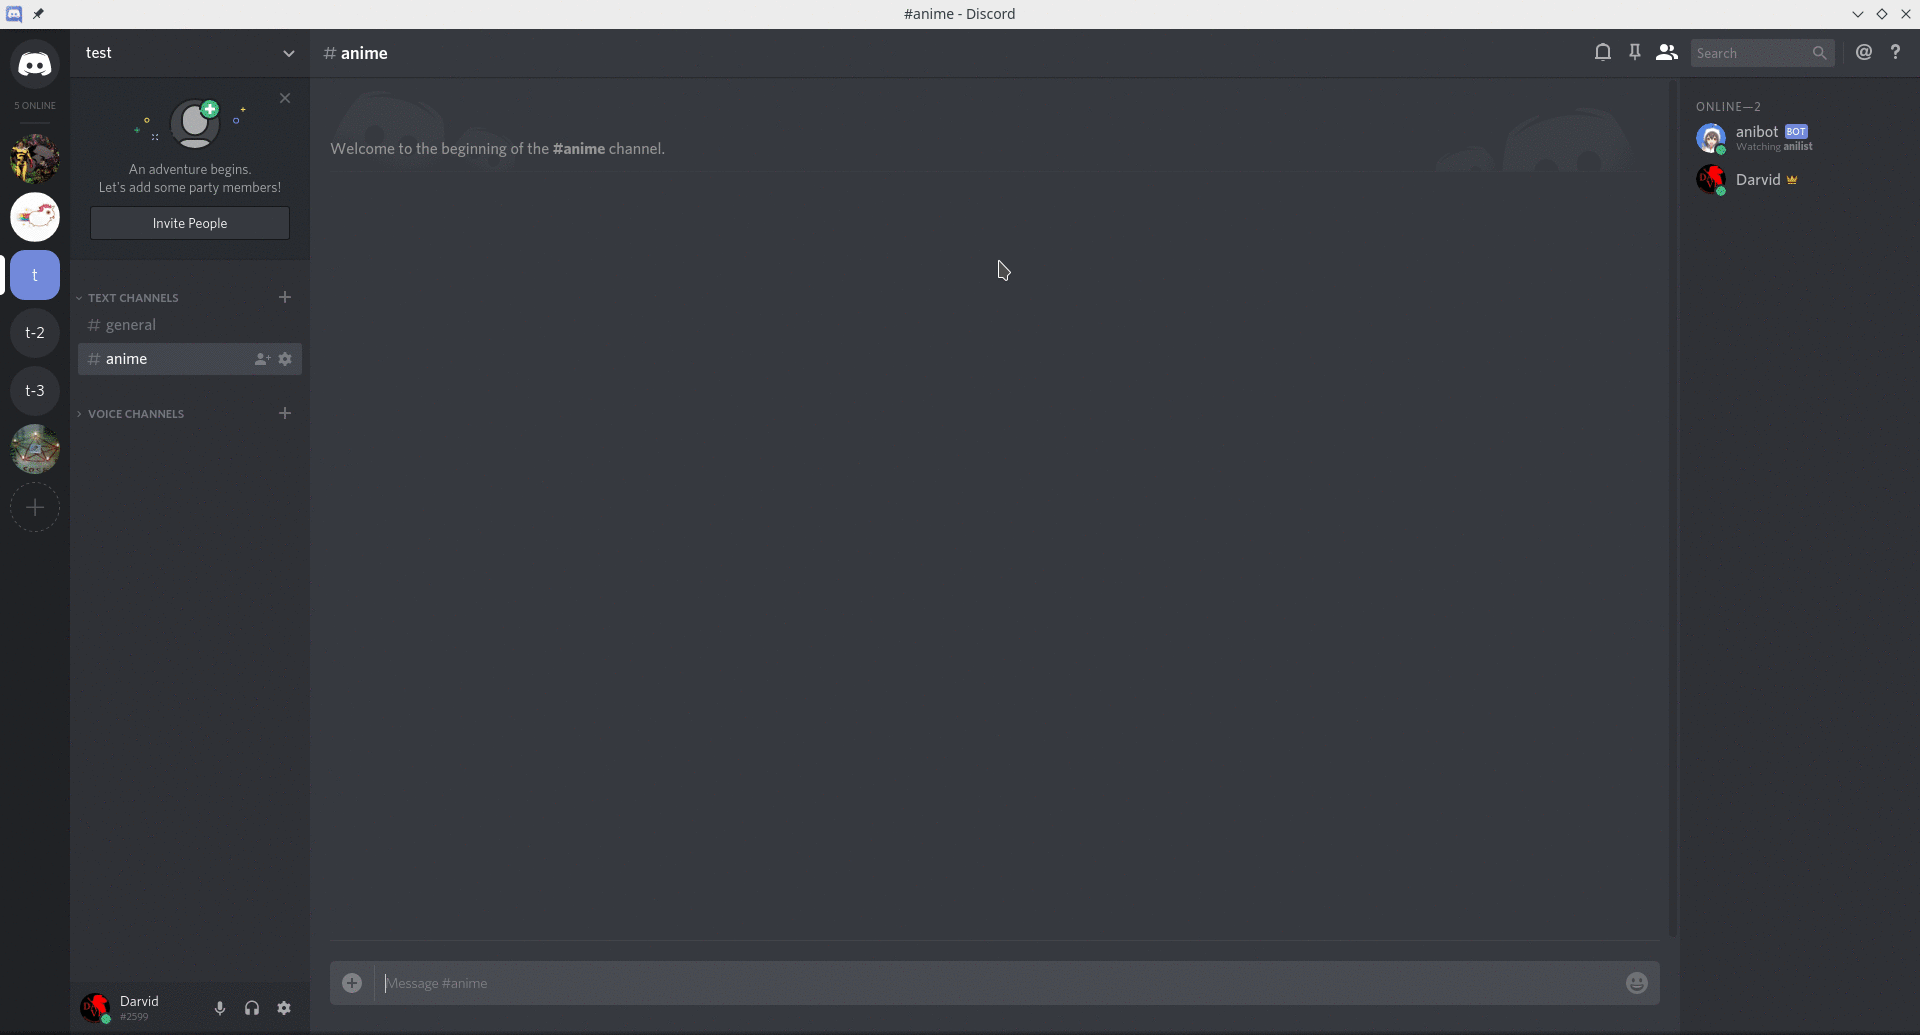 #anime - Discord
test
# anime
Search
@
?
5 ONLINE
An adventure begins.
Let's add some party members!
Invite People
t
t-2
t-3
TEXT CHANNELS
# general
# anime
VOICE CHANNELS
Welcome to the beginning of the #anime channel.
Message #anime
ONLINE—2
anibot BOT
Watching anilist
Darvid
Darvid
#2599